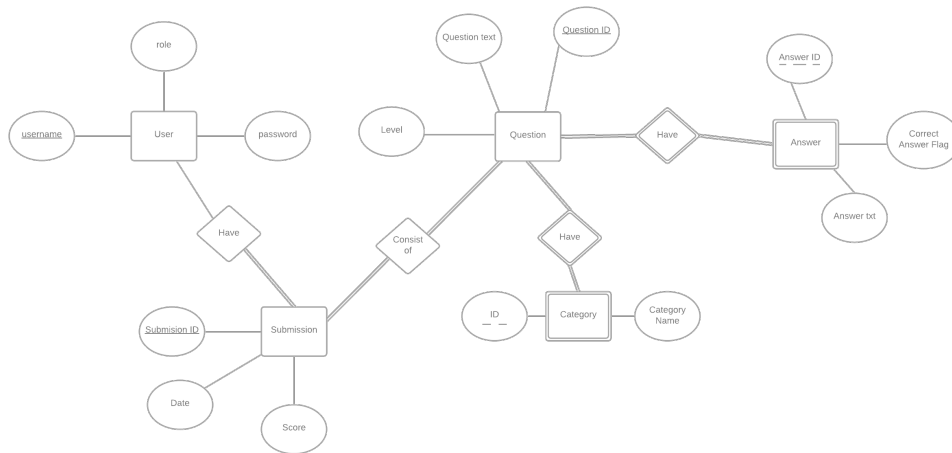 role
username
User
password
Have
Submission
Submision ID
Date
Score
Consist
of
Question text
Question ID
Level
Question
Have
Answer ID
Answer
Correct
Answer Flag
Answer txt
Have
ID
Category
Category
Name